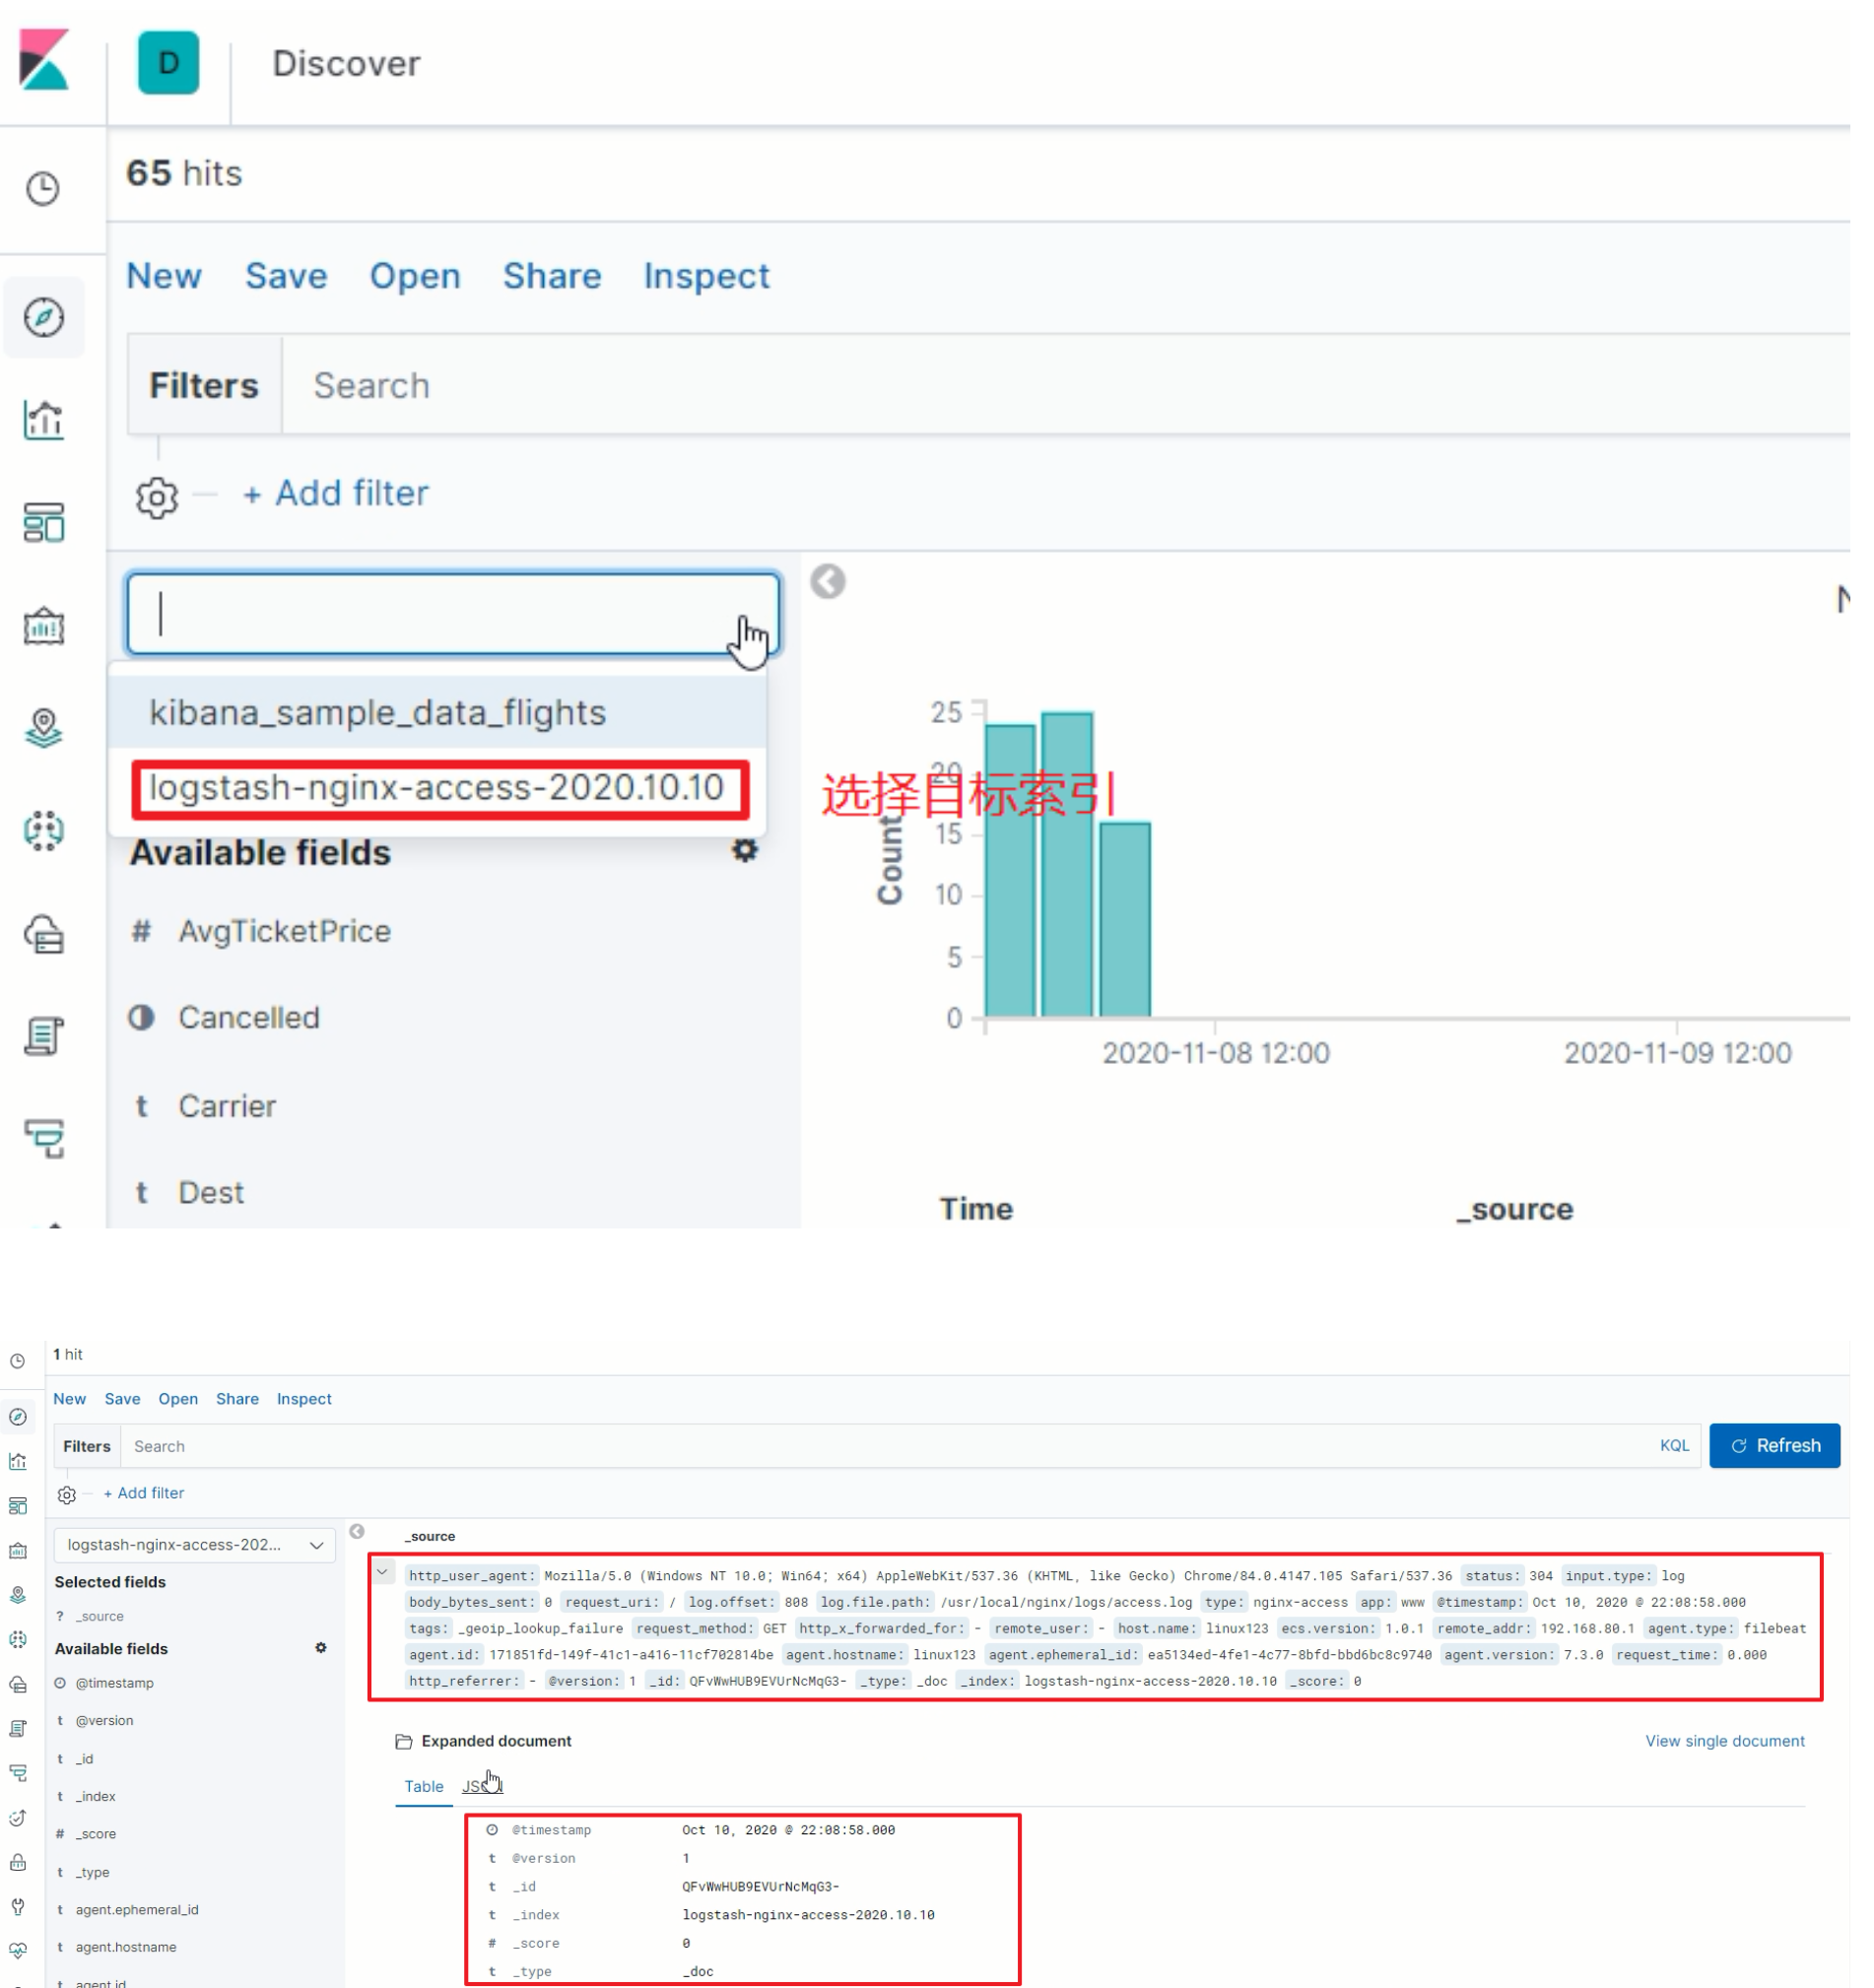 D Discover
65 hits
New Save Open Share Inspect
Filters Search
+ Add filter
kibana_sample_data_flights
logstash-nginx-access-2020.10.10
选择目标索引
Available fields
# AvgTicketPrice
Cancelled
t Carrier
t Dest
25
20
15
10
5
0
Count
2020-11-08 12:00 2020-11-09 12:00
Time _source
1 hit
New Save Open Share Inspect
Filters Search KQL Refresh
+ Add filter
logstash-nginx-access-202...
Selected fields
? _source
Available fields
@timestamp
t @version
t _id
t _index
# _score
t _type
t agent.ephemeral_id
t agent.hostname
t agent.id
_source
http_user_agent: Mozilla/5.0 (Windows NT 10.0; Win64; x64) AppleWebKit/537.36 (KHTML, like Gecko) Chrome/84.0.4147.105 Safari/537.36 status: 304 input.type: log
body_bytes_sent: 0 request_uri: / log.offset: 808 log.file.path: /usr/local/nginx/logs/access.log type: nginx-access app: www @timestamp: Oct 10, 2020 @ 22:08:58.000
tags: _geoip_lookup_failure request_method: GET http_x_forwarded_for: - remote_user: - host.name: linux123 ecs.version: 1.0.1 remote_addr: 192.168.80.1 agent.type: filebeat
agent.id: 171851fd-149f-41c1-a416-11cf702814be agent.hostname: linux123 agent.ephemeral_id: ea5134ed-4fe1-4c77-8bfd-bbd6bc8c9740 agent.version: 7.3.0 request_time: 0.000
http_referrer: - @version: 1 _id: QFvWwHUB9EVUrNcMqG3- _type: _doc _index: logstash-nginx-access-2020.10.10 _score: 0
Expanded document View single document
Table
@timestamp Oct 10, 2020 @ 22:08:58.000
t @version 1
t _id QFvWwHUB9EVUrNcMqG3-
t _index logstash-nginx-access-2020.10.10
# _score 0
t _type _doc